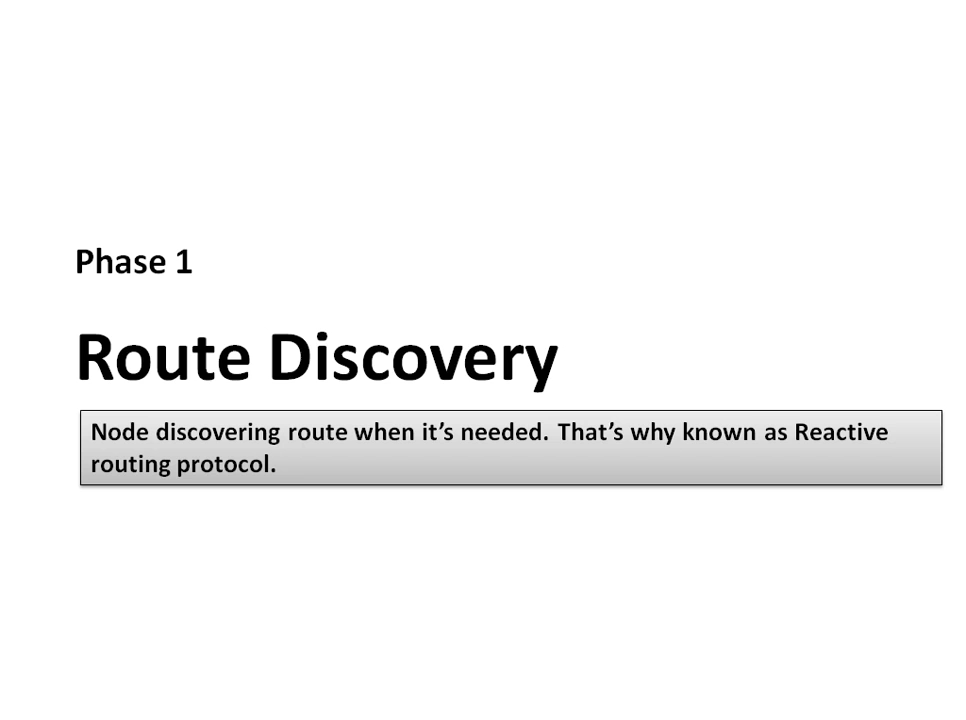 Phase 1
Route Discovery
Node discovering route when it’s needed. That’s why known as Reactive
routing protocol.